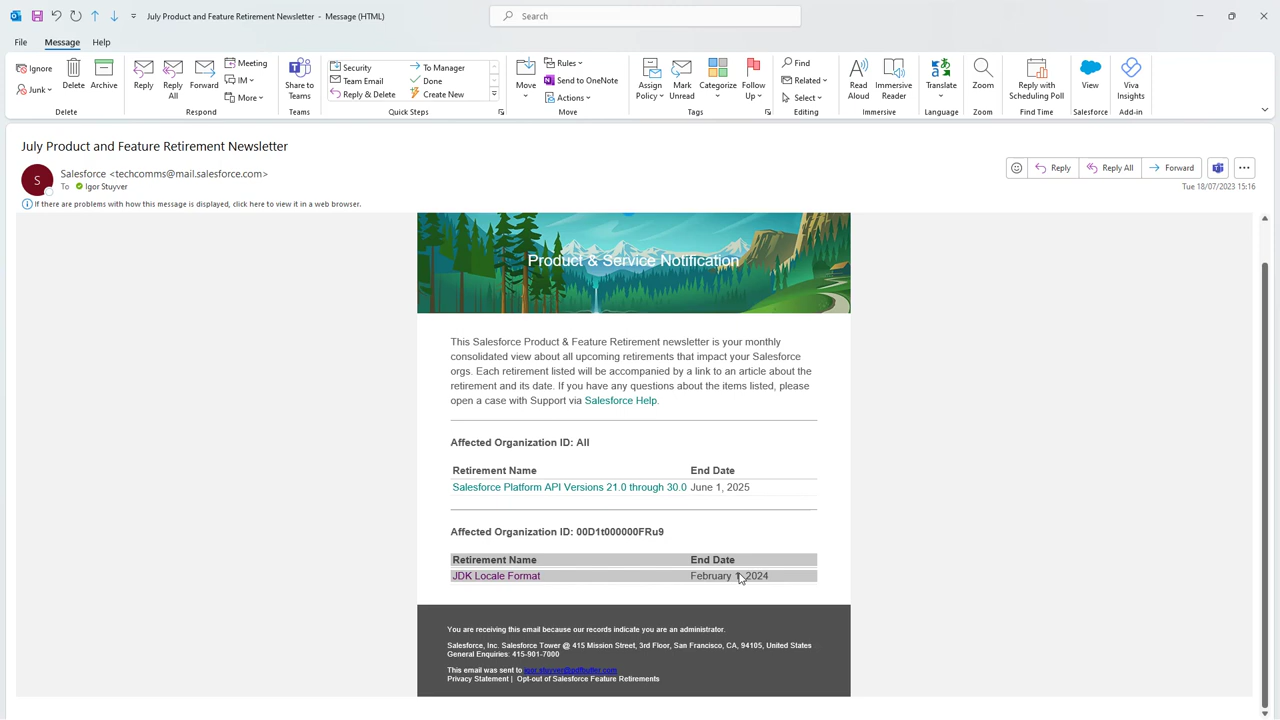 July Product and Feature Retirement Newsletter - Message (HTML)
Search
File Message Help
Ignore
Junk
Delete
Archive
Delete
Reply
Reply All
Forward
Meeting
IM
More
Respond
Share to Teams
Teams
Security
Team Email
Reply & Delete
To Manager
Done
Create New
Quick Steps
Move
Rules
Send to OneNote
Actions
Move
Assign Policy
Mark Unread
Categorize
Follow Up
Tags
Find
Related
Select
Editing
Read Aloud
Immersive Reader
Immersive
Translate
Language
Zoom
Zoom
Reply with Scheduling Poll
Find Time
View
Salesforce
Viva Insights
Add-in
July Product and Feature Retirement Newsletter
S
Salesforce <techcomms@mail.salesforce.com>
To Igor Stuyver
Reply Reply All Forward
Tue 18/07/2023 15:16
If there are problems with how this message is displayed, click here to view it in a web browser.
Product & Service Notification
This Salesforce Product & Feature Retirement newsletter is your monthly
consolidated view about all upcoming retirements that impact your Salesforce
orgs. Each retirement listed will be accompanied by a link to an article about the
retirement and its date. If you have any questions about the items listed, please
open a case with Support via Salesforce Help.
Affected Organization ID: All
Retirement Name End Date
Salesforce Platform API Versions 21.0 through 30.0 June 1, 2025
Affected Organization ID: 00D1t000000FRu9
Retirement Name End Date
JDK Locale Format February 1, 2024
You are receiving this email because our records indicate you are an administrator.
Salesforce, Inc. Salesforce Tower @ 415 Mission Street, 3rd Floor, San Francisco, CA, 94105, United States
General Enquiries: 415-901-7000
This email was sent to igor.stuyver@pdfbutler.com
Privacy Statement | Opt-out of Salesforce Feature Retirements